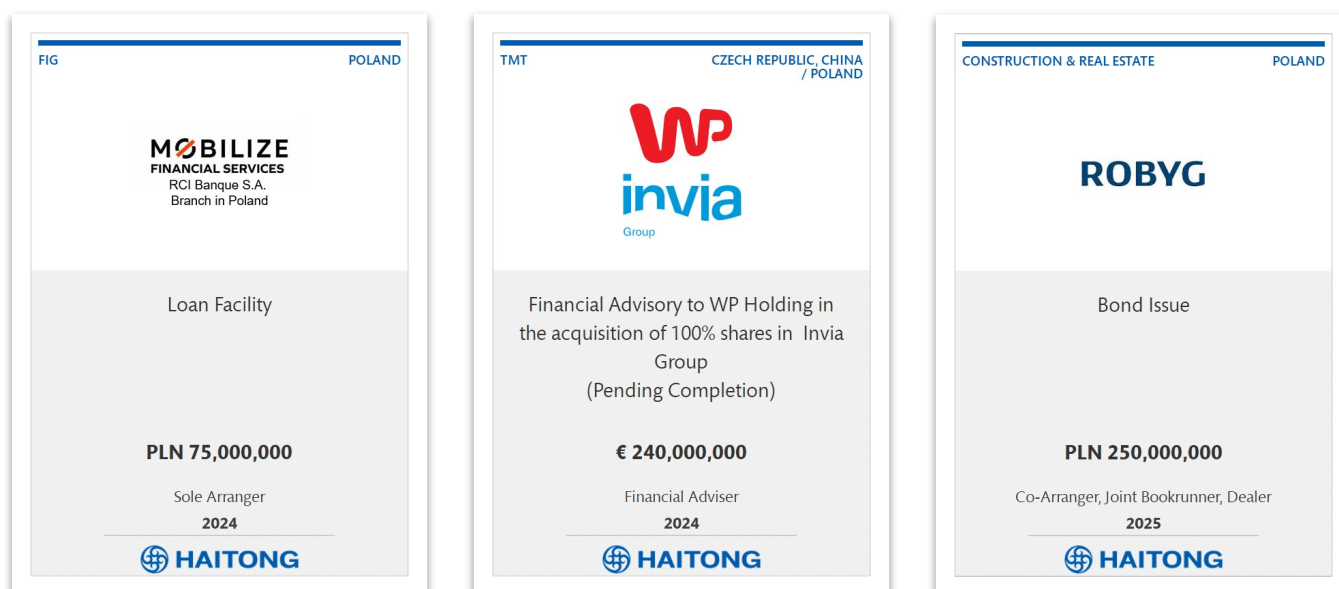 FIG POLAND
MOBILIZE
FINANCIAL SERVICES
RCI Banque S.A.
Branch in Poland
Loan Facility
PLN 75,000,000
Sole Arranger
2024
HAITONG
TMT CZECH REPUBLIC, CHINA
/ POLAND
WP
invia
Group
Financial Advisory to WP Holding in
the acquisition of 100% shares in Invia
Group
(Pending Completion)
€ 240,000,000
Financial Adviser
2024
HAITONG
CONSTRUCTION & REAL ESTATE POLAND
ROBYG
Bond Issue
PLN 250,000,000
Co-Arranger, Joint Bookrunner, Dealer
2025
HAITONG